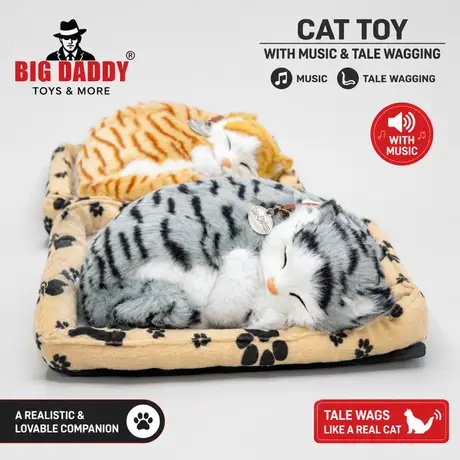 BIG DADDY®
TOYS & MORE
CAT TOY
WITH MUSIC & TALE WAGGING
MUSIC
TALE WAGGING
WITH
MUSIC
A REALISTIC &
LOVABLE COMPANION
TALE WAGS
LIKE A REAL CAT